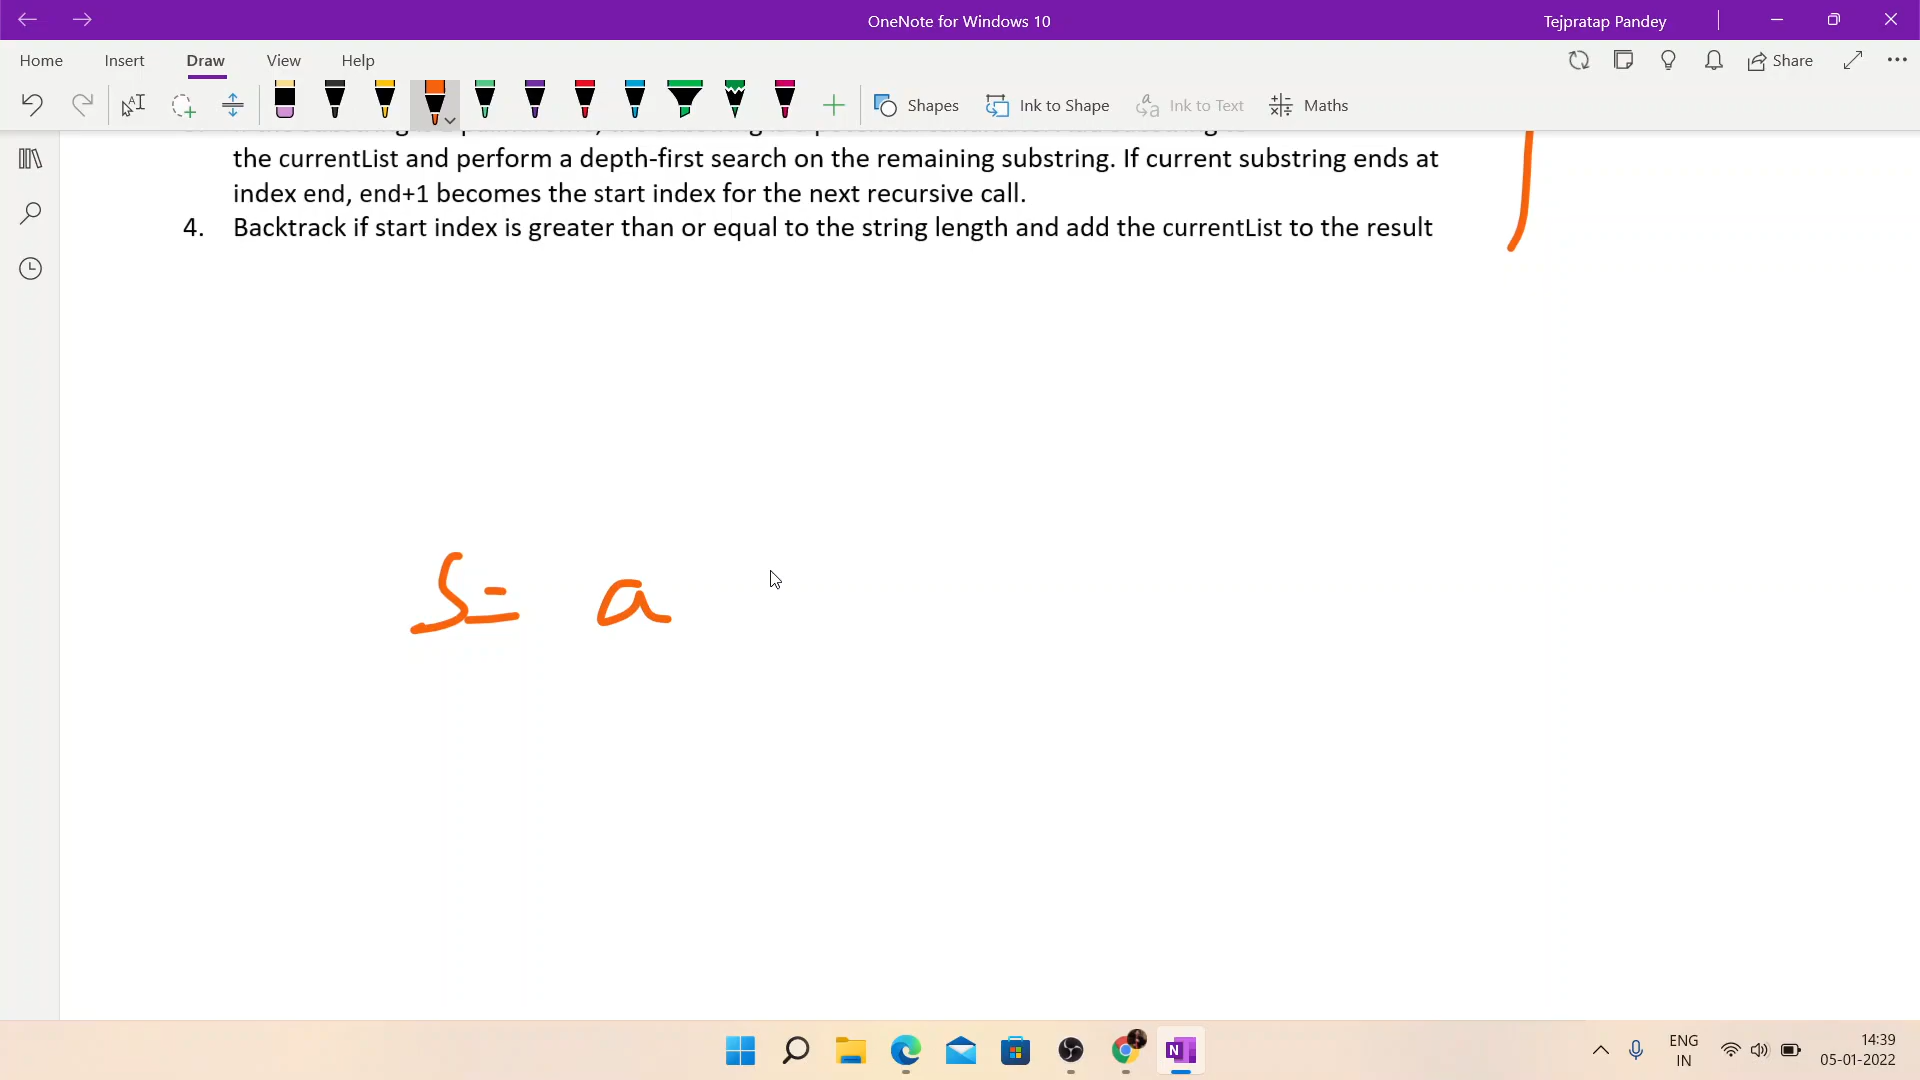 OneNote for Windows 10
Tejpratap Pandey
Home Insert Draw View Help
Share
Shapes Ink to Shape Ink to Text Maths
the currentList and perform a depth-first search on the remaining substring. If current substring ends at
index end, end+1 becomes the start index for the next recursive call.
4. Backtrack if start index is greater than or equal to the string length and add the currentList to the result
S= a
ENG
IN
14:39
05-01-2022